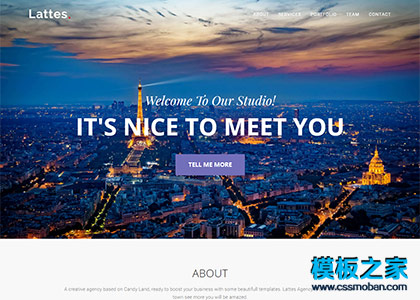 Lattes
ABOUT SERVICES PORTFOLIO TEAM CONTACT
Welcome To Our Studio!
IT'S NICE TO MEET YOU
TELL ME MORE
ABOUT
A creative agency based on Candy Land, ready to boost your business with some beautifull templates. Lattes Agency
town see more you will be amazed.
模板之家
www.cssmoban.com